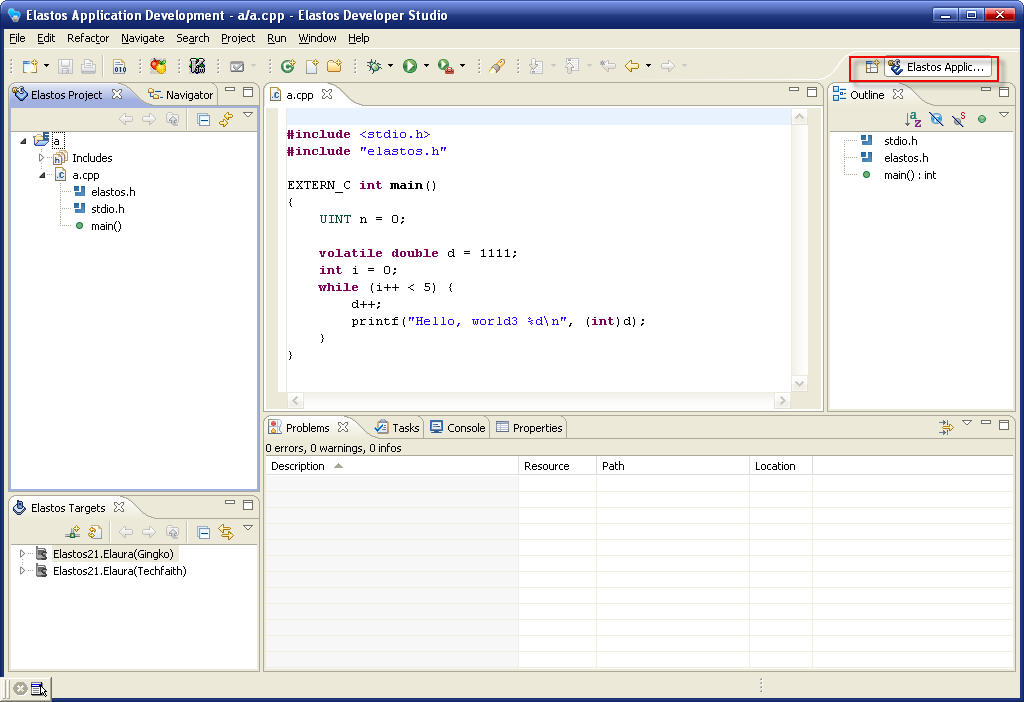 Elastos Application Development - a/a.cpp - Elastos Developer Studio
File Edit Refactor Navigate Search Project Run Window Help
010
Elastos Applic...
Elastos Project
Navigator
a
Includes
a.cpp
elastos.h
stdio.h
main()
a.cpp
#include <stdio.h>
#include "elastos.h"
EXTERN_C int main()
{
UINT n = 0;
volatile double d = 1111;
int i = 0;
while (i++ < 5) {
d++;
printf("Hello, world3 %d\n", (int)d);
}
}
Outline
stdio.h
elastos.h
main() : int
Problems Tasks Console Properties
0 errors, 0 warnings, 0 infos
Description Resource Path Location
Elastos Targets
Elastos21.Elaura(Gingko)
Elastos21.Elaura(Techfaith)